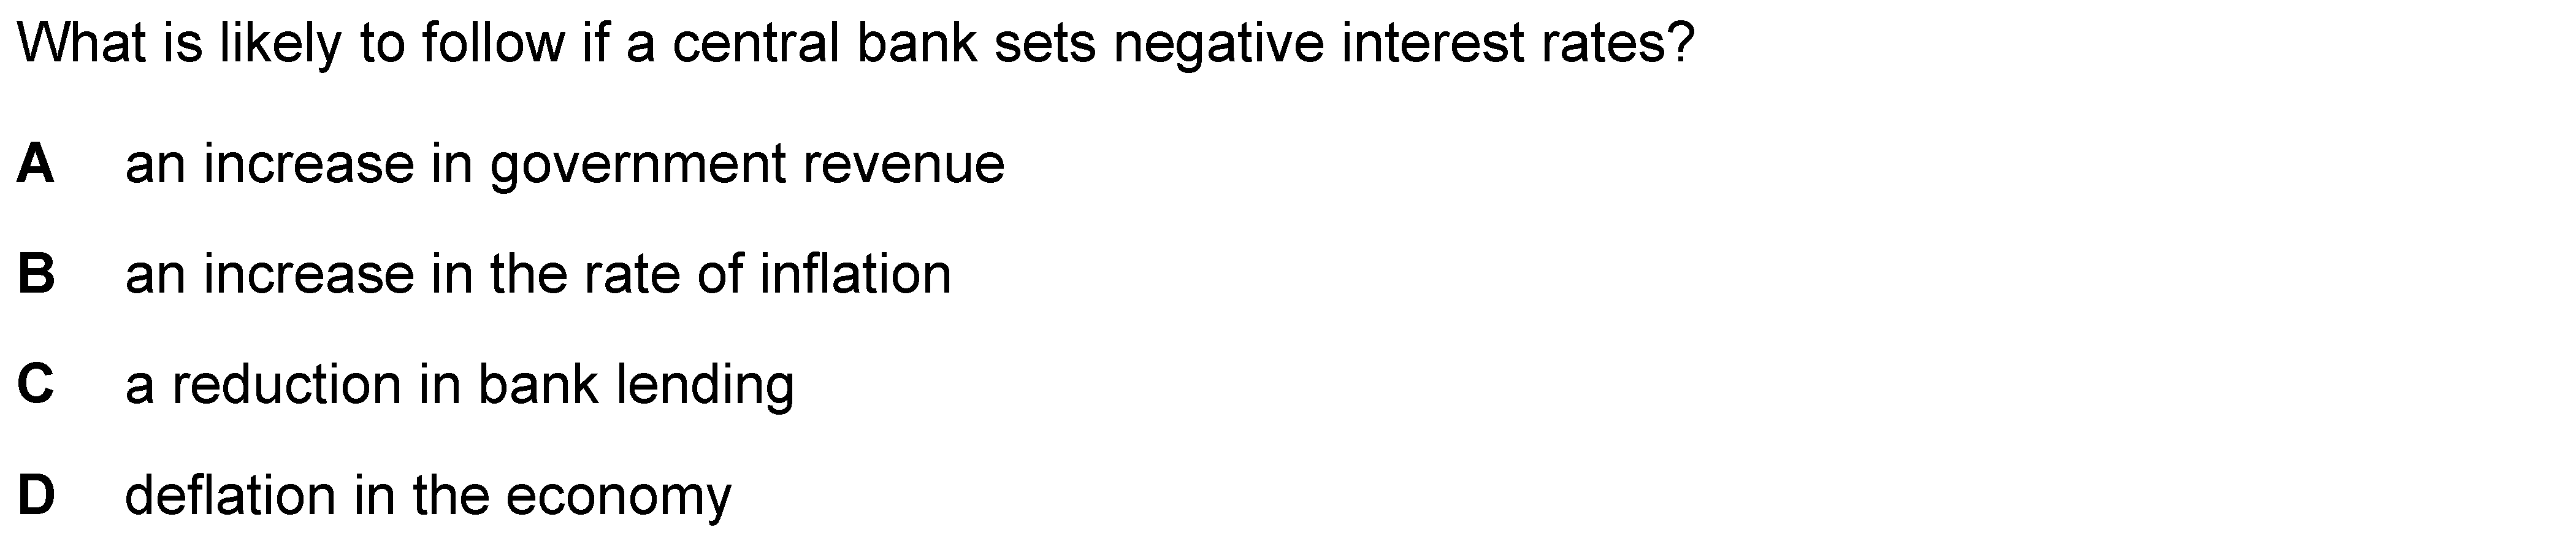 What is likely to follow if a central bank sets negative interest rates?
A an increase in government revenue
B an increase in the rate of inflation
C a reduction in bank lending
D deflation in the economy